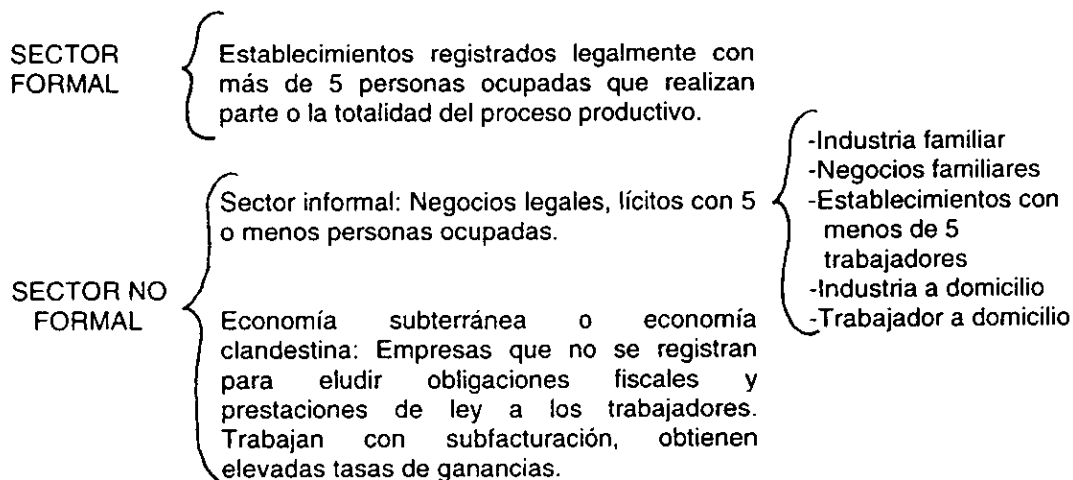 SECTOR
FORMAL
Establecimientos registrados legalmente con
más de 5 personas ocupadas que realizan
parte o la totalidad del proceso productivo.
SECTOR NO
FORMAL
Sector informal: Negocios legales, lícitos con 5
o menos personas ocupadas.
-Industria familiar
-Negocios familiares
-Establecimientos con
menos de 5
trabajadores
-Industria a domicilio
-Trabajador a domicilio
Economía subterránea o economía
clandestina: Empresas que no se registran
para eludir obligaciones fiscales y
prestaciones de ley a los trabajadores.
Trabajan con subfacturación, obtienen
elevadas tasas de ganancias.